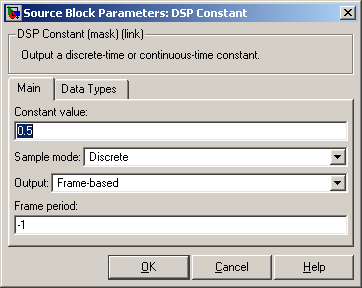 Source Block Parameters: DSP Constant
DSP Constant (mask) (link)
Output a discrete-time or continuous-time constant.
Main Data Types
Constant value:
0.5
Sample mode: Discrete
Output: Frame-based
Frame period:
-1
OK Cancel Help